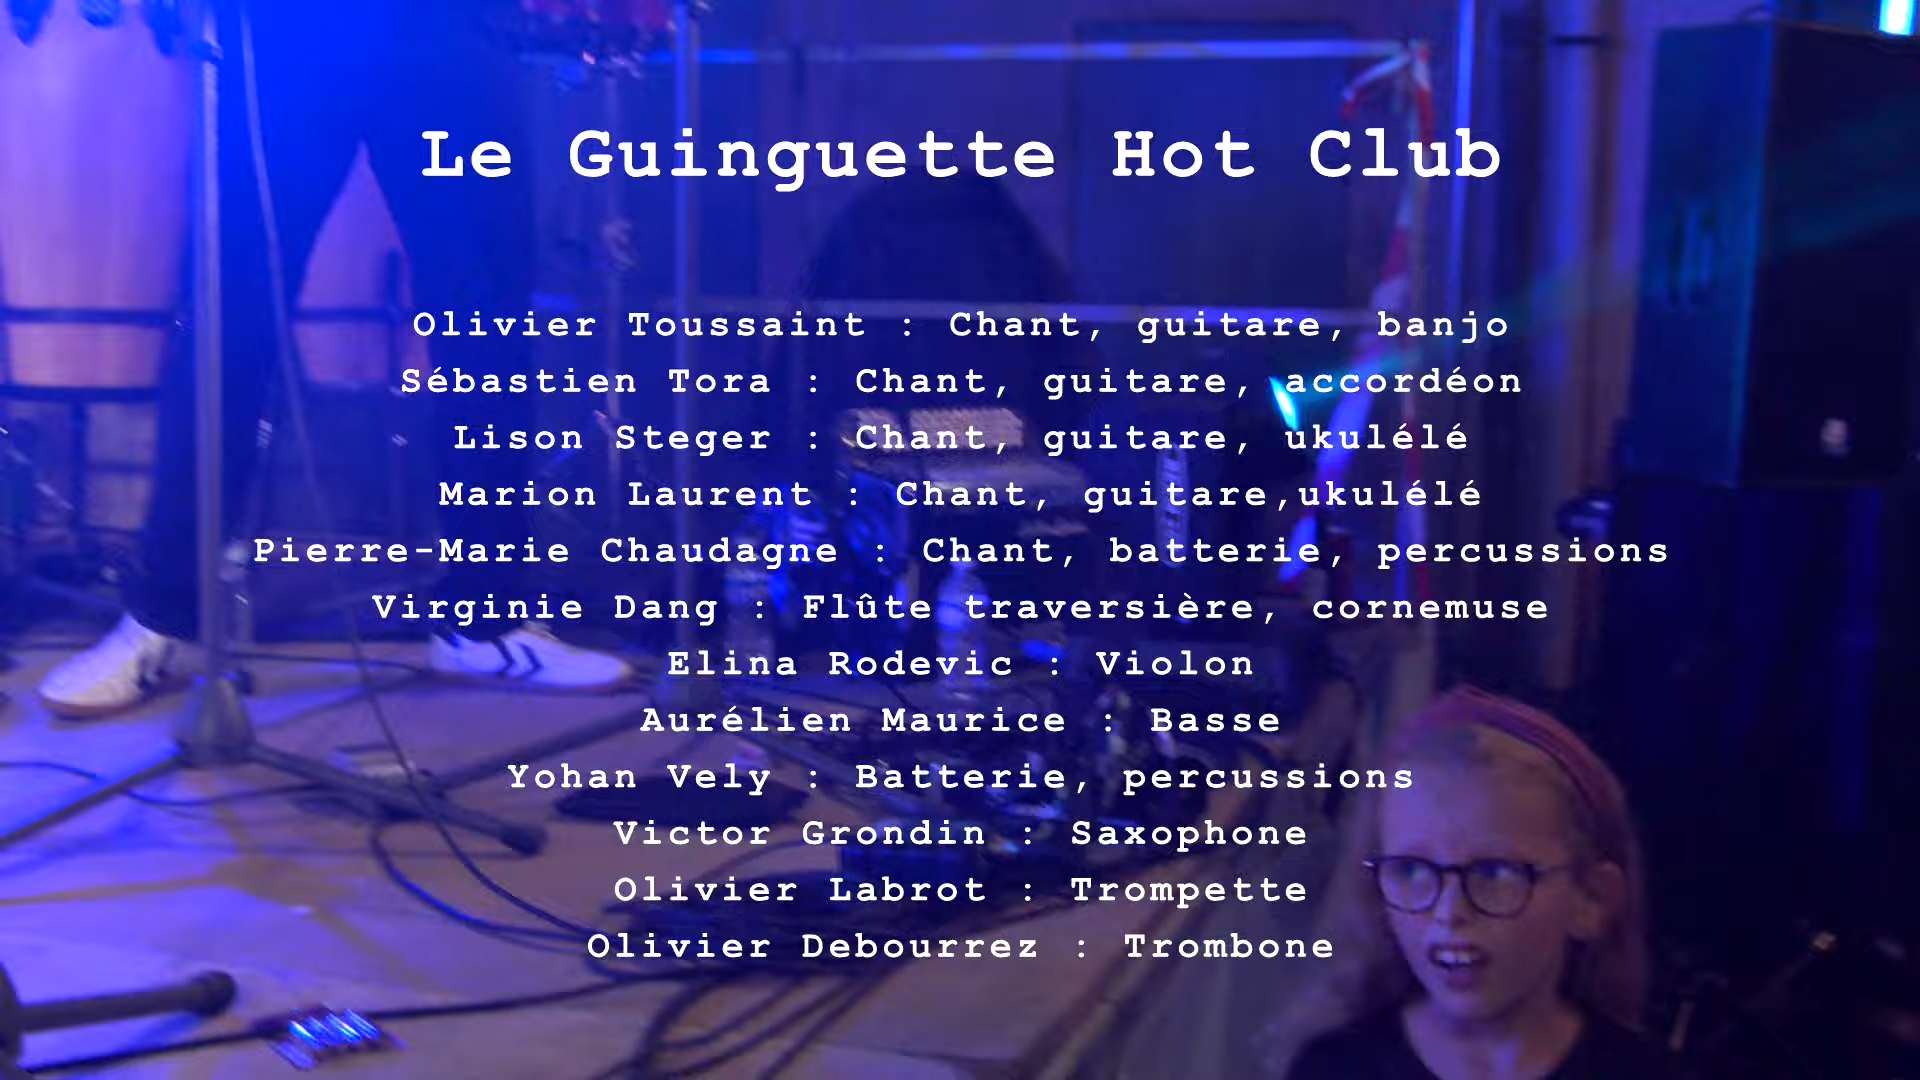 Le Guinguette Hot Club
Olivier Toussaint : Chant, guitare, banjo
Sébastien Tora : Chant, guitare, accordéon
Lison Steger : Chant, guitare, ukulélé
Marion Laurent : Chant, guitare,ukulélé
Pierre-Marie Chaudagne : Chant, batterie, percussions
Virginie Dang : Flûte traversière, cornemuse
Elina Rodevic : Violon
Aurélien Maurice : Basse
Yohan Vely : Batterie, percussions
Victor Grondin : Saxophone
Olivier Labrot : Trompette
Olivier Debourrez : Trombone